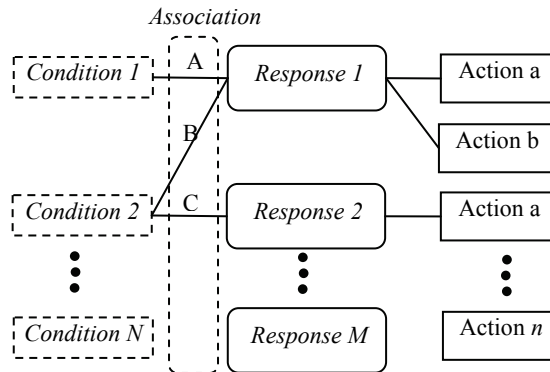 Association
Condition 1
A
Response 1
Action a
B
Action b
Condition 2
C
Response 2
Action a
Condition N
Response M
Action n